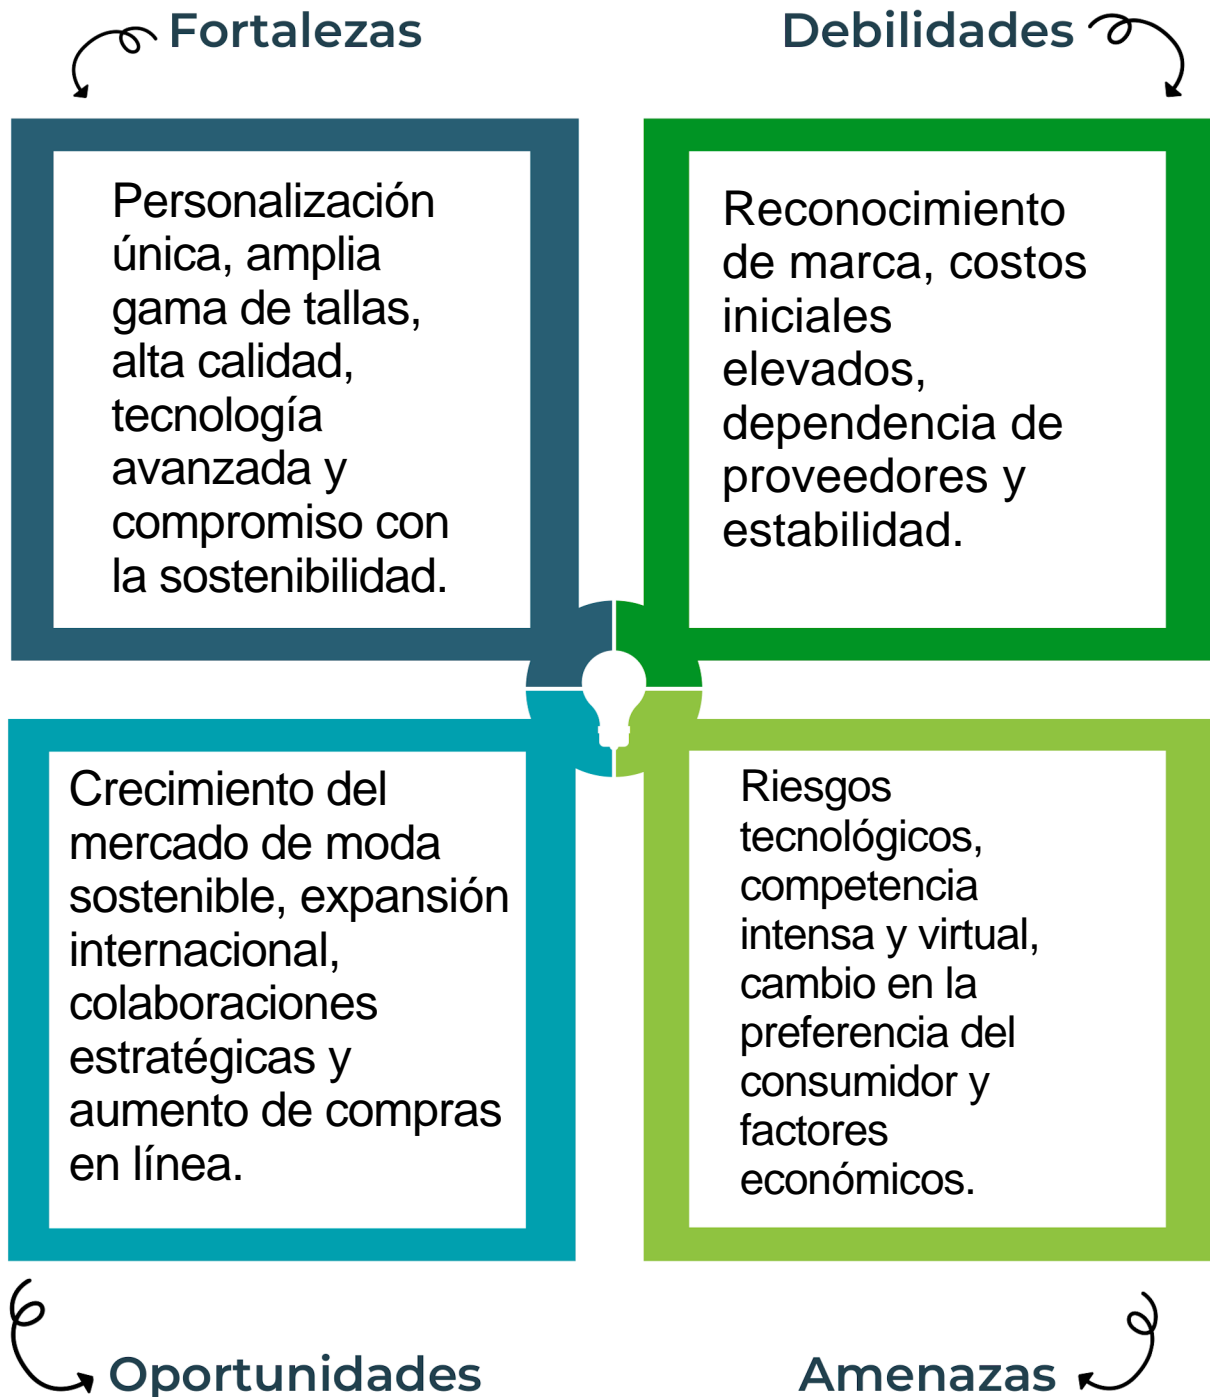 Fortalezas
Personalización
única, amplia
gama de tallas,
alta calidad,
tecnología
avanzada y
compromiso con
la sostenibilidad.
Debilidades
Reconocimiento
de marca, costos
iniciales
elevados,
dependencia de
proveedores y
estabilidad.
Crecimiento del
mercado de moda
sostenible, expansión
internacional,
colaboraciones
estratégicas y
aumento de compras
en línea.
Oportunidades
Riesgos
tecnológicos,
competencia
intensa y virtual,
cambio en la
preferencia del
consumidor y
factores
económicos.
Amenazas